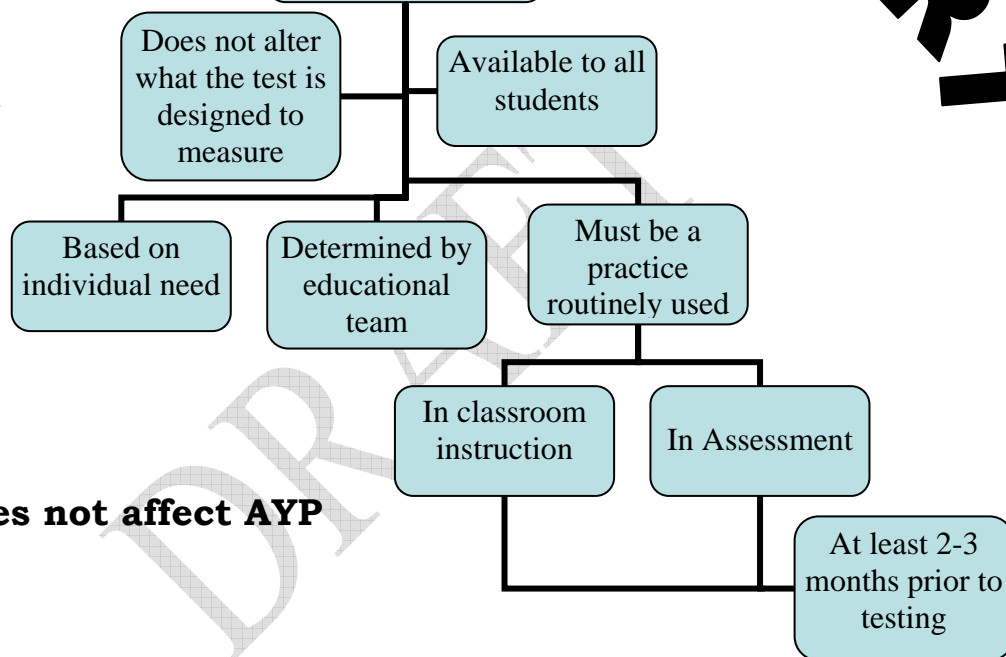 Does not alter
what the test is
designed to
measure
Available to all
students
Based on
individual need
Determined by
educational
team
Must be a
practice
routinely used
In classroom
instruction
In Assessment
es not affect AYP
At least 2-3
months prior to
testing
DRAFT